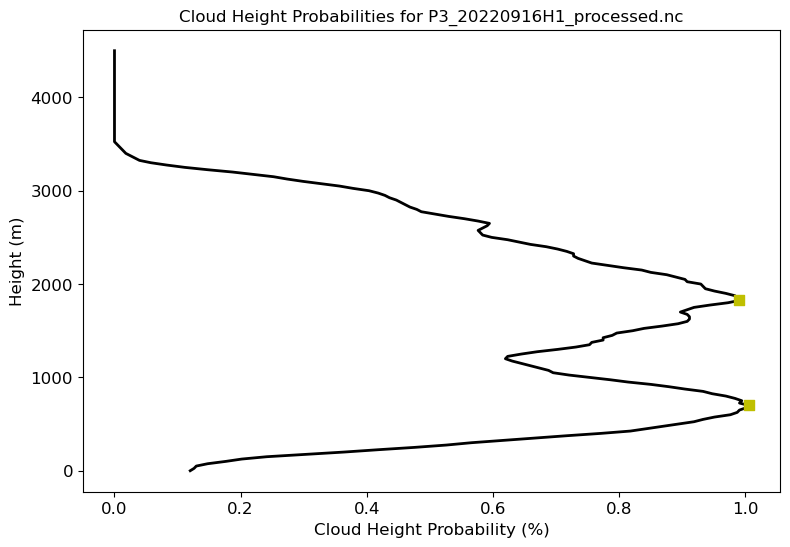 Cloud Height Probabilities for P3_20220916H1_processed.nc
Height (m)
4000
3000
2000
1000
0
0.0 0.2 0.4 0.6 0.8 1.0
Cloud Height Probability (%)